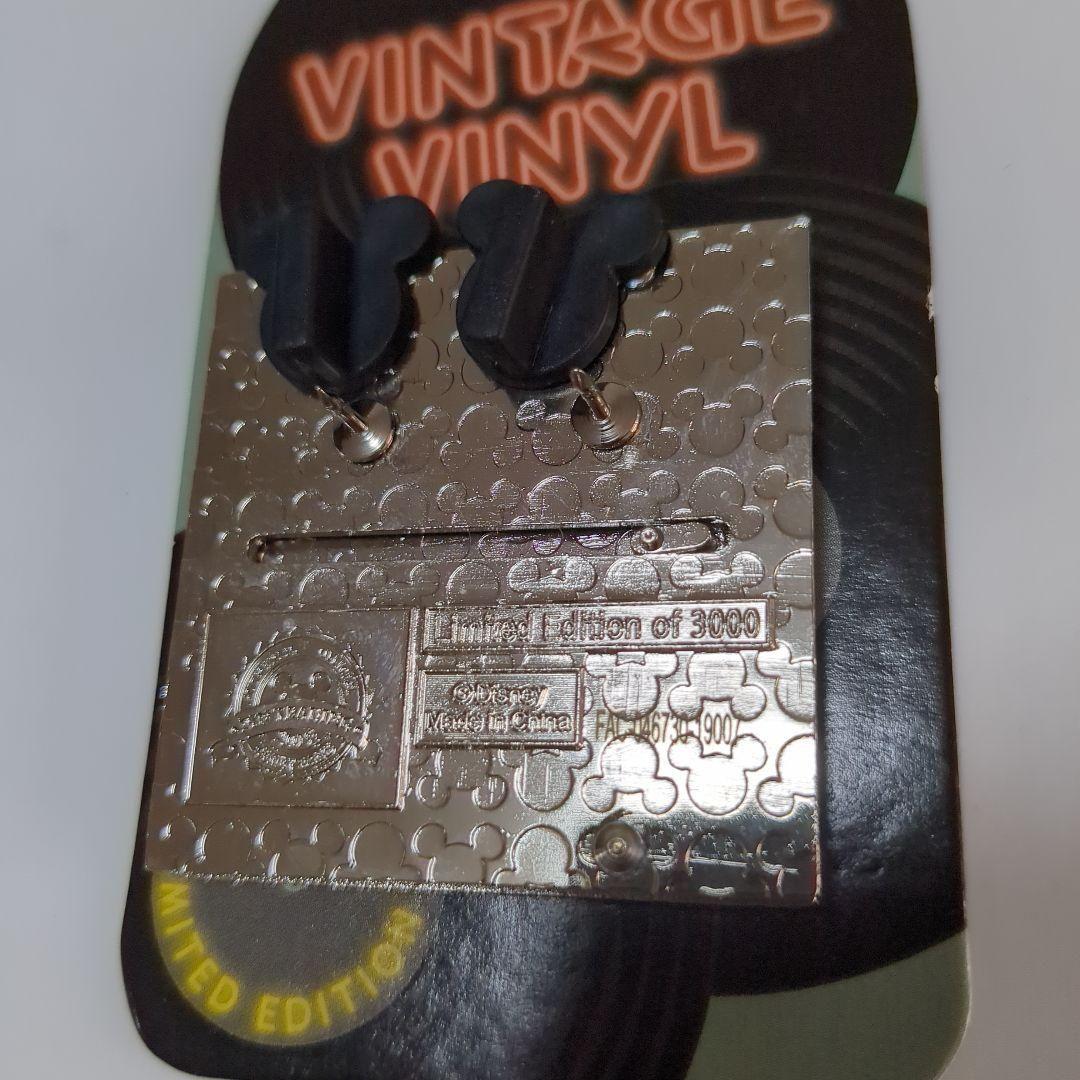 VINTAGE
VINYL
Limited Edition of 3000
©Disney
Made in China
FAC-046730-19007
MITED EDITION